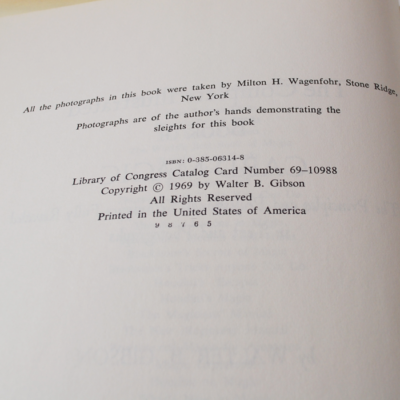 All the photographs in this book were taken by Milton H. Wagenfohr, Stone Ridge,
New York
Photographs are of the author's hands demonstrating the
sleights for this book
ISBN: 0-385-06314-8
Library of Congress Catalog Card Number 69-10988
Copyright © 1969 by Walter B. Gibson
All Rights Reserved
Printed in the United States of America
9 8 7 6 5